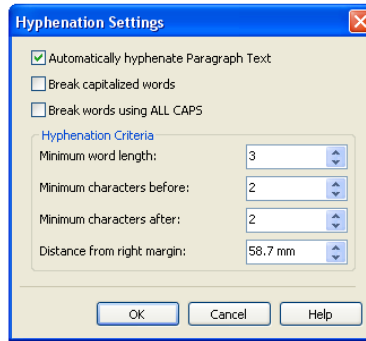 Hyphenation Settings
Automatically hyphenate Paragraph Text
Break capitalized words
Break words using ALL CAPS
Hyphenation Criteria
Minimum word length: 3
Minimum characters before: 2
Minimum characters after: 2
Distance from right margin: 58.7 mm
OK Cancel Help